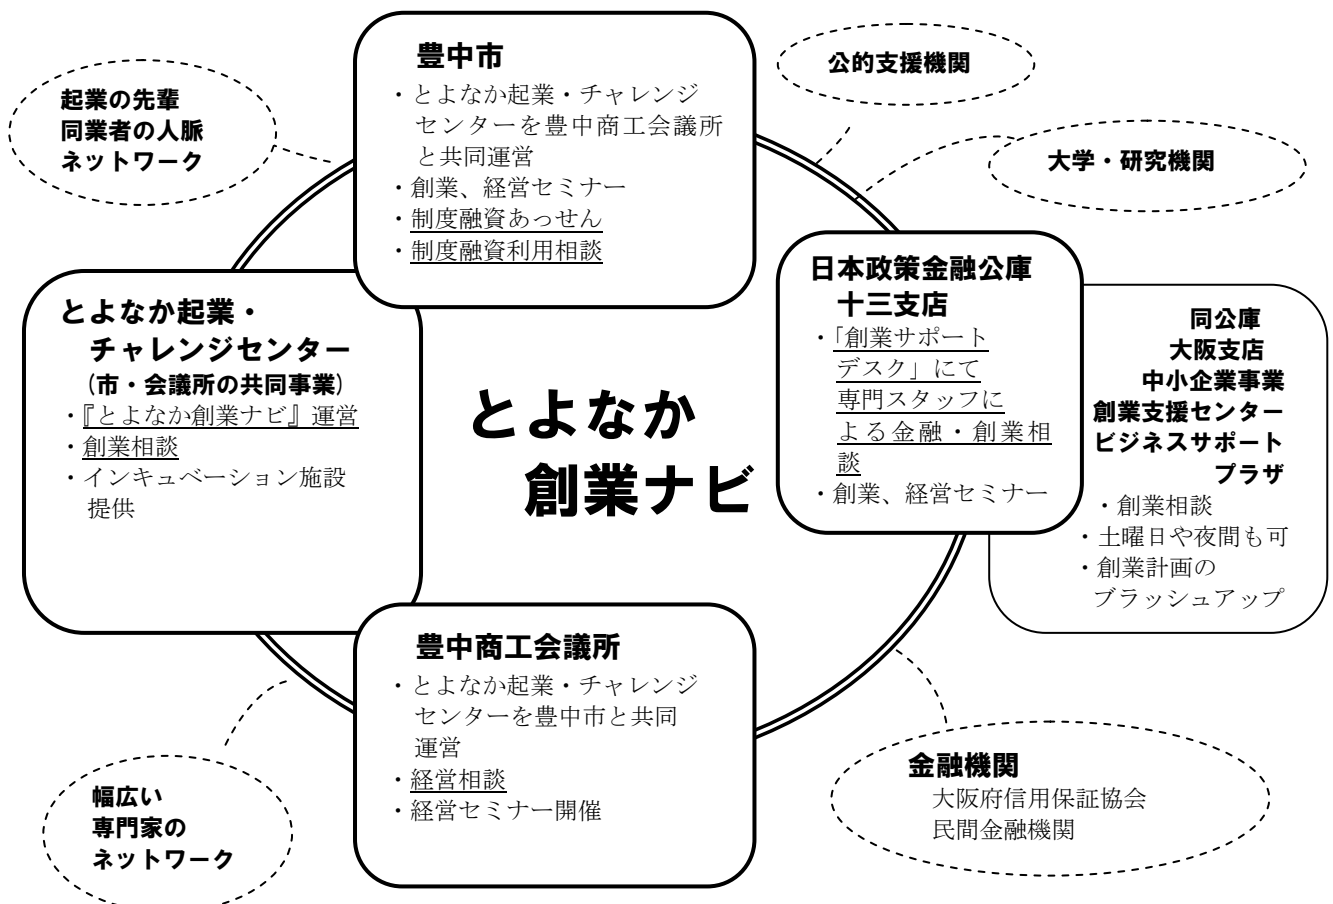 豊中市
・とよなか起業・チャレンジ
センターを豊中商工会議所
と共同運営
・創業、経営セミナー
・制度融資あっせん
・制度融資利用相談
公的支援機関
起業の先輩
同業者の人脈
ネットワーク
大学・研究機関
とよなか起業・
チャレンジセンター
(市・会議所の共同事業)
・『とよなか創業ナビ』運営
・創業相談
・インキュベーション施設
提供
とよなか
創業ナビ
日本政策金融公庫
十三支店
・「創業サポート
デスク」にて
専門スタッフに
よる金融・創業相
談
・創業、経営セミナー
同公庫
大阪支店
中小企業事業
創業支援センター
ビジネスサポート
プラザ
・創業相談
・土曜日や夜間も可
・創業計画の
ブラッシュアップ
豊中商工会議所
・とよなか起業・チャレンジ
センターを豊中市と共同
運営
・経営相談
・経営セミナー開催
幅広い
専門家の
ネットワーク
金融機関
大阪府信用保証協会
民間金融機関